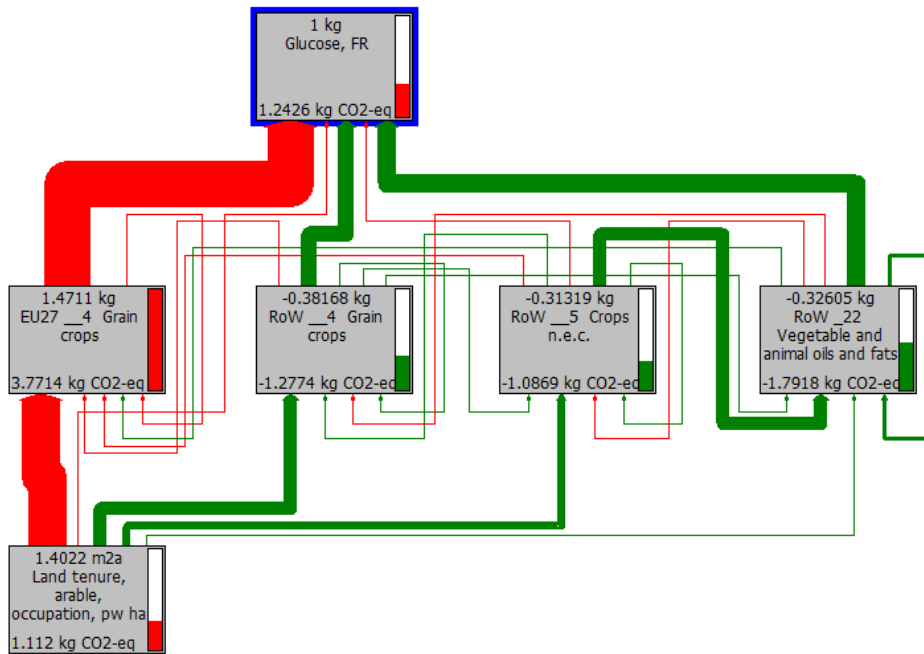 1 kg
Glucose, FR
1.2426 kg CO2-eq
1.4711 kg
EU27 __4 Grain
crops
3.7714 kg CO2-eq
-0.38168 kg
RoW __4 Grain
crops
-1.2774 kg CO2-eq
-0.31319 kg
RoW __5 Crops
n.e.c.
-1.0869 kg CO2-eq
-0.32605 kg
RoW _22
Vegetable and
animal oils and fats
-1.7918 kg CO2-eq
1.4022 m2a
Land tenure,
arable,
occupation, pw ha
1.112 kg CO2-eq